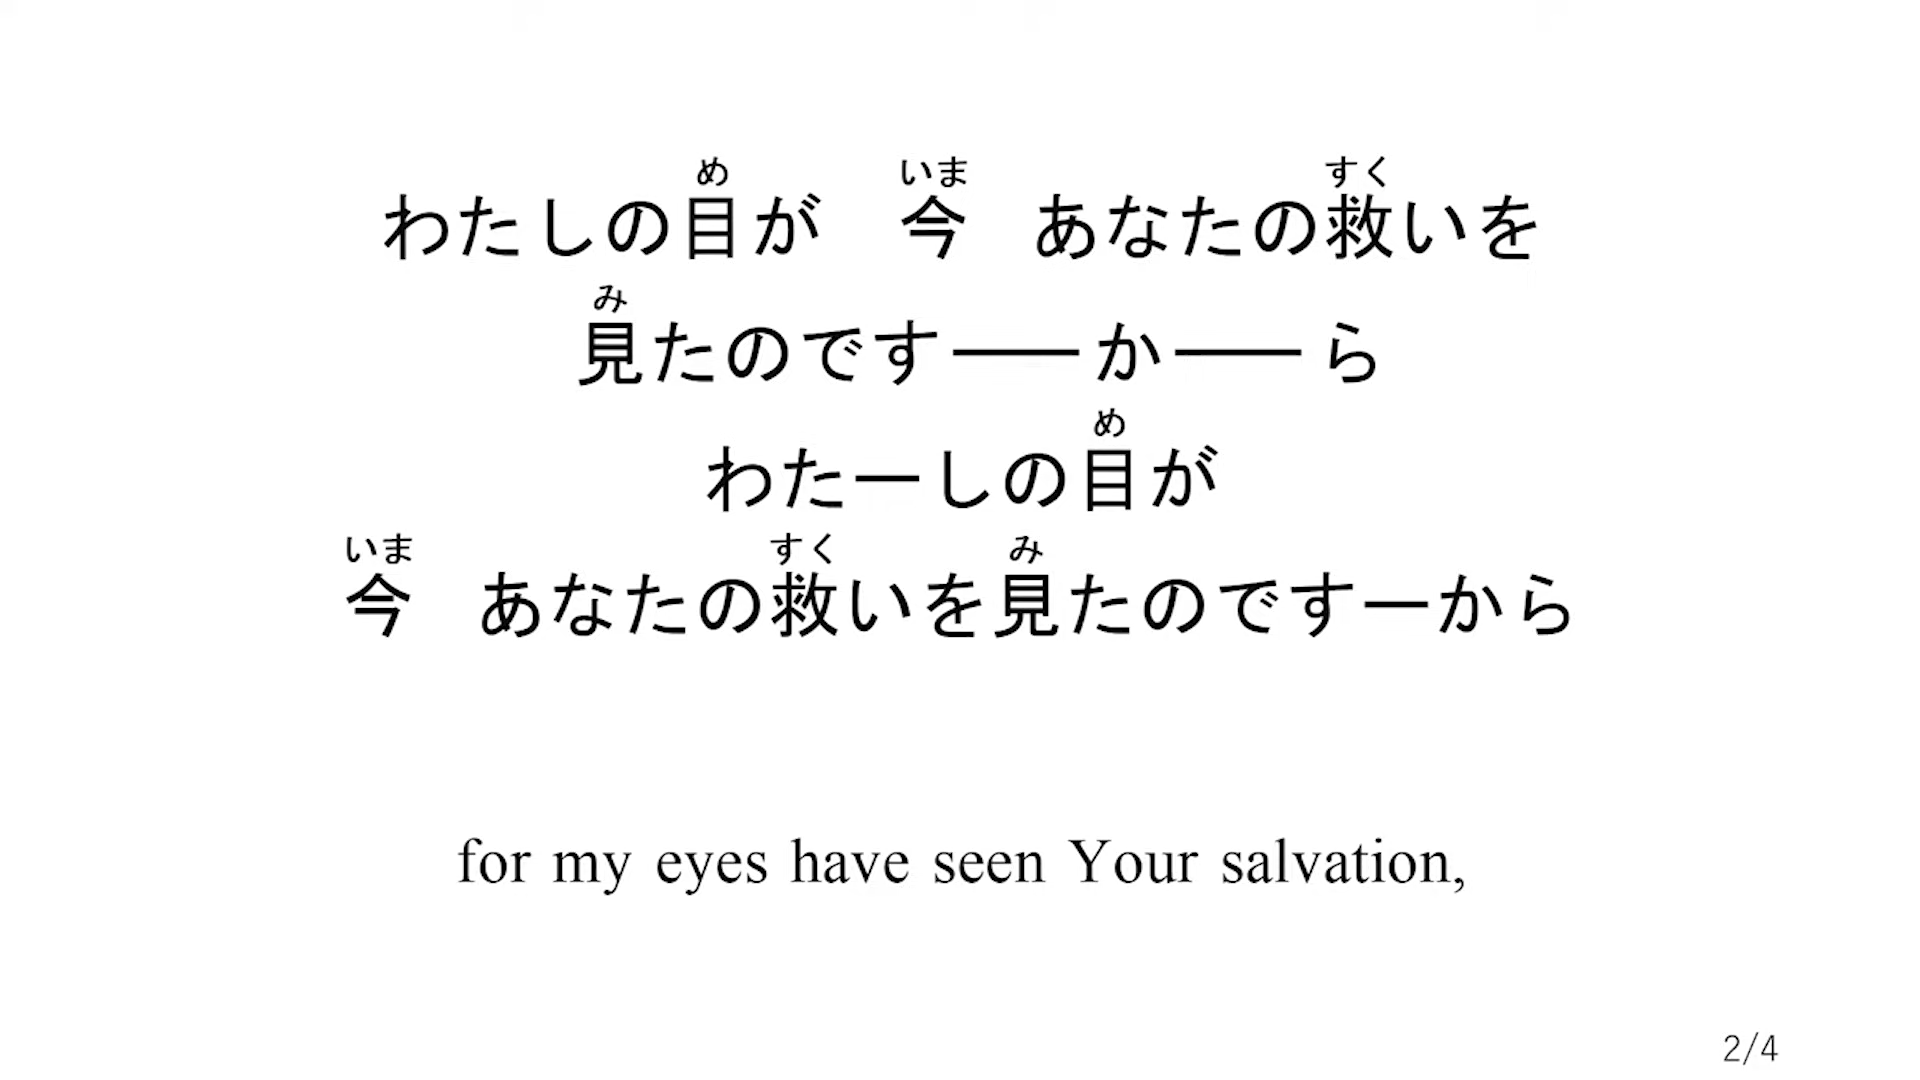 わたしの目が　今　あなたの救いを
見たのです――か――ら
わた―しの目が
今　あなたの救いを見たのです―から
for my eyes have seen Your salvation,
2/4